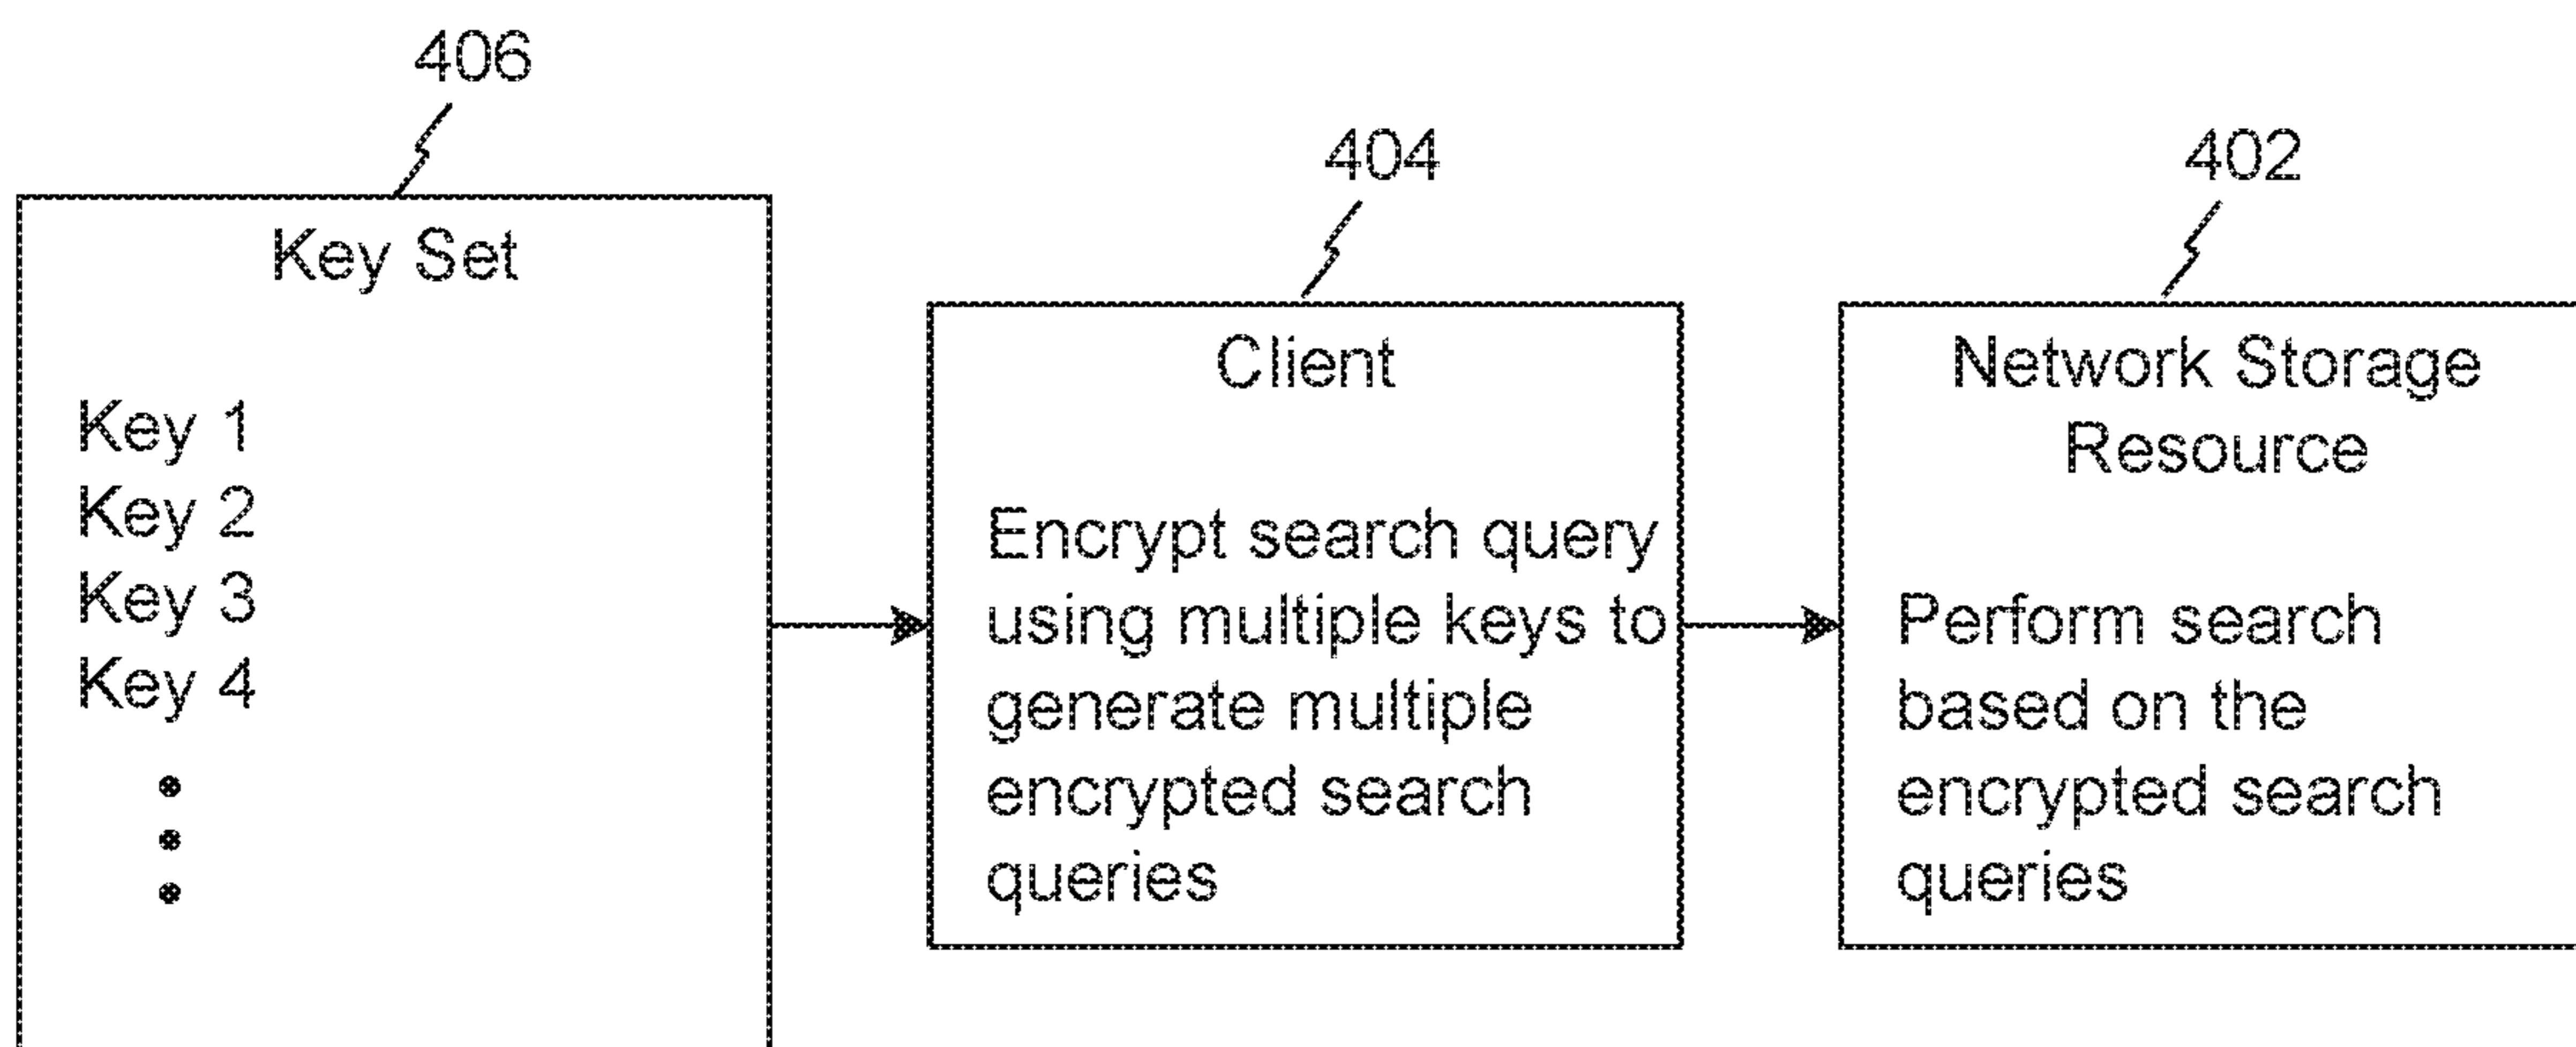 406
Key Set
Key 1
Key 2
Key 3
Key 4
404
Client
Encrypt search query
using multiple keys to
generate multiple
encrypted search
queries
402
Network Storage
Resource
Perform search
based on the
encrypted search
queries